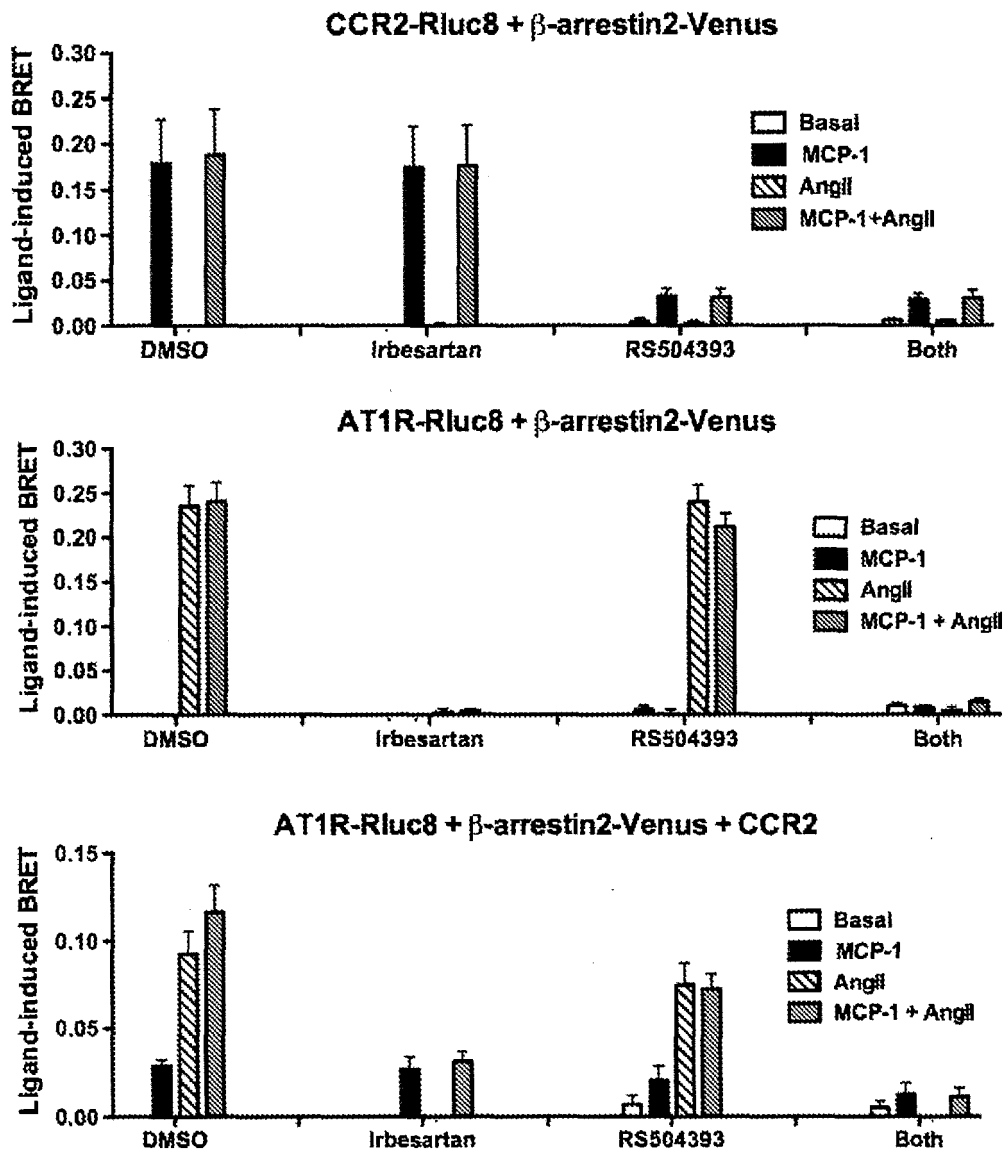 CCR2-Rluc8 + β-arrestin2-Venus
Ligand-induced BRET
0.30
0.25
0.20
0.15
0.10
0.05
0.00
Basal
MCP-1
AngII
MCP-1+AngII
DMSO Irbesartan RS504393 Both
AT1R-Rluc8 + β-arrestin2-Venus
Ligand-induced BRET
0.30
0.25
0.20
0.15
0.10
0.05
0.00
Basal
MCP-1
AngII
MCP-1 + AngII
DMSO Irbesartan RS504393 Both
AT1R-Rluc8 + β-arrestin2-Venus + CCR2
Ligand-induced BRET
0.15
0.10
0.05
0.00
Basal
MCP-1
AngII
MCP-1 + AngII
DMSO Irbesartan RS504393 Both